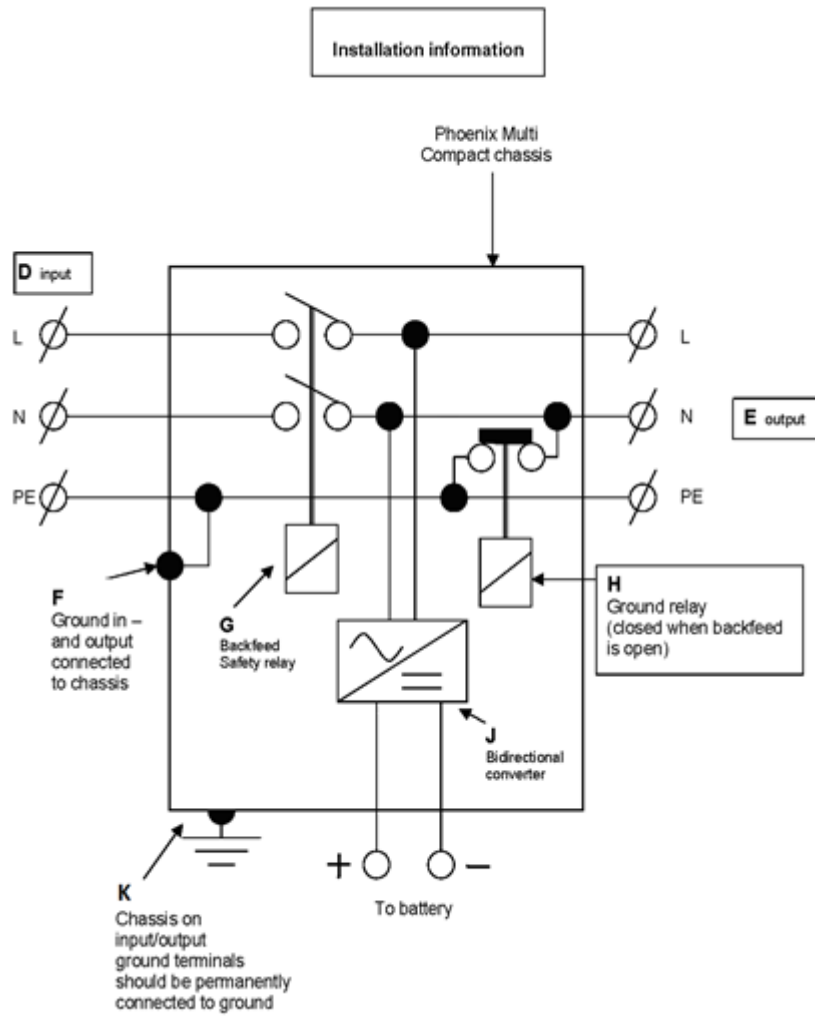 Installation information
Phoenix Multi
Compact chassis
D input
L
L
N
N
E output
PE
PE
F
Ground in –
and output
connected
to chassis
G
Backfeed
Safety relay
H
Ground relay
(closed when backfeed
is open)
J
Bidirectional
converter
K
Chassis on
input/output
ground terminals
should be permanently
connected to ground
+
–
To battery